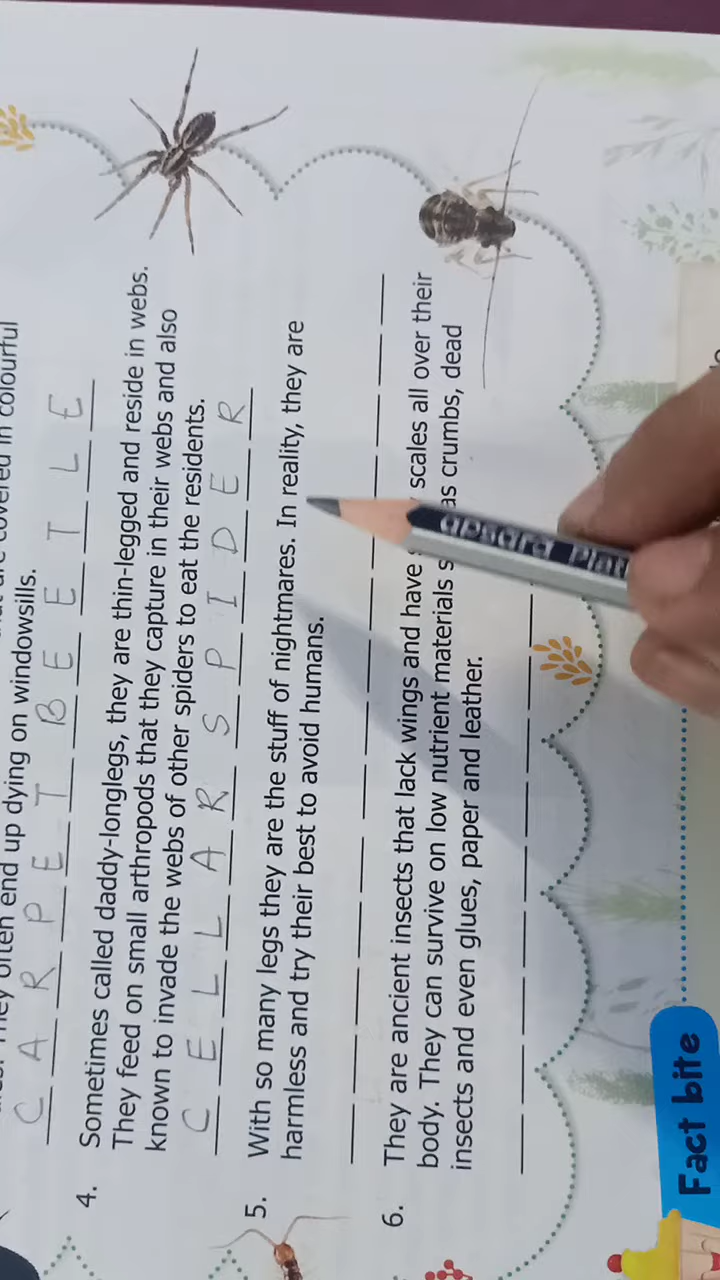 end up dying on windowsills.
C A R P E T B E E T L E
4. Sometimes called daddy-longlegs, they are thin-legged and reside in webs.
They feed on small arthropods that they capture in their webs and also
known to invade the webs of other spiders to eat the residents.
C E L L A R S P I D E R
5. With so many legs they are the stuff of nightmares. In reality, they are
harmless and try their best to avoid humans.
6. They are ancient insects that lack wings and have scales all over their
body. They can survive on low nutrient materials as crumbs, dead
insects and even glues, paper and leather.
apsara Plat
Fact bite